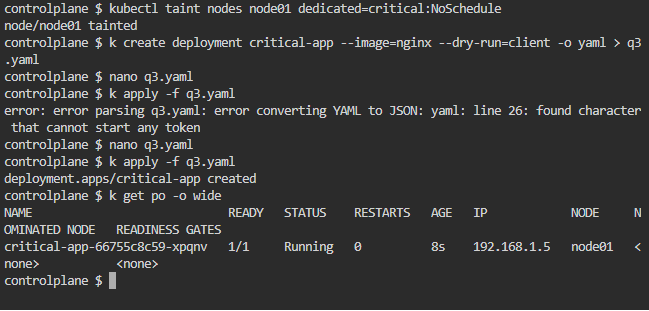 controlplane $ kubectl taint nodes node01 dedicated=critical:NoSchedule
node/node01 tainted
controlplane $ k create deployment critical-app --image=nginx --dry-run=client -o yaml > q3
.yaml
controlplane $ nano q3.yaml
controlplane $ k apply -f q3.yaml
error: error parsing q3.yaml: error converting YAML to JSON: yaml: line 26: found character
 that cannot start any token
controlplane $ nano q3.yaml
controlplane $ k apply -f q3.yaml
deployment.apps/critical-app created
controlplane $ k get po -o wide
NAME                            READY   STATUS    RESTARTS   AGE   IP            NODE     N
OMINATED NODE   READINESS GATES
critical-app-66755c8c59-xpqnv   1/1     Running   0          8s    192.168.1.5   node01   <
none>           <none>
controlplane $